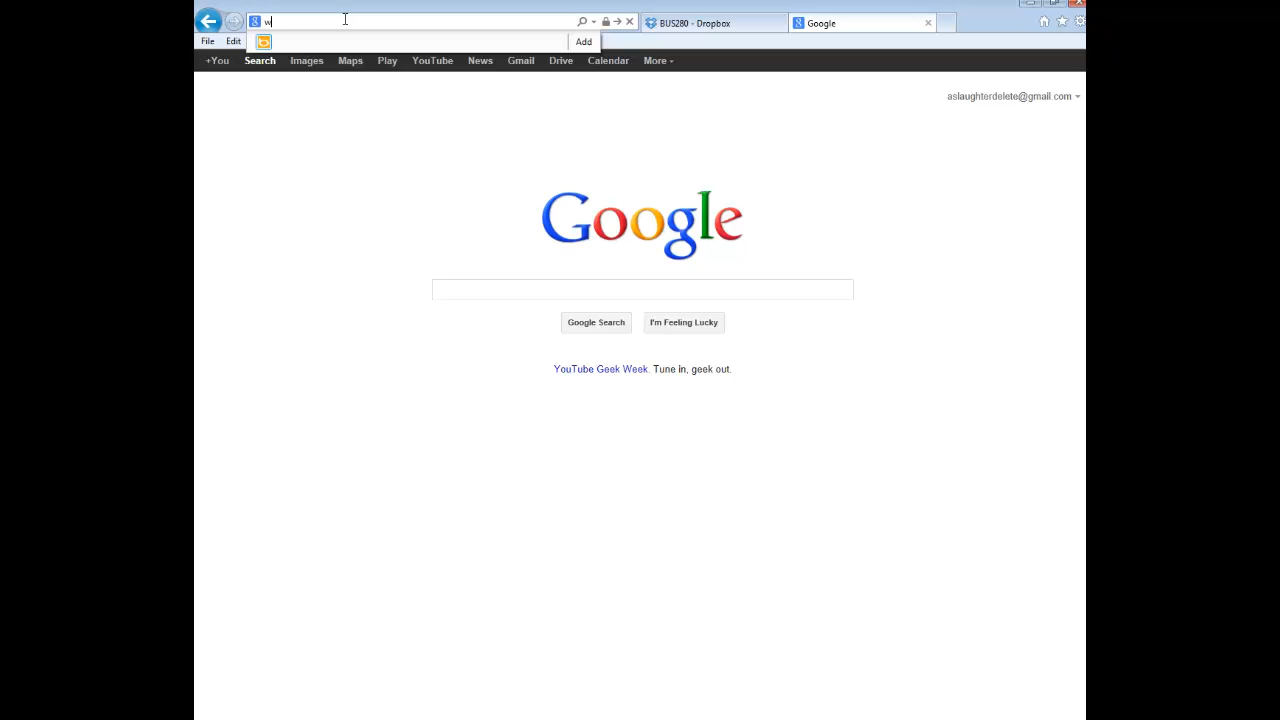 w
BUS280 - Dropbox
Google
File Edit
Add
+You Search Images Maps Play YouTube News Gmail Drive Calendar More
aslaughterdelete@gmail.com
Google
Google Search
I'm Feeling Lucky
YouTube Geek Week. Tune in, geek out.